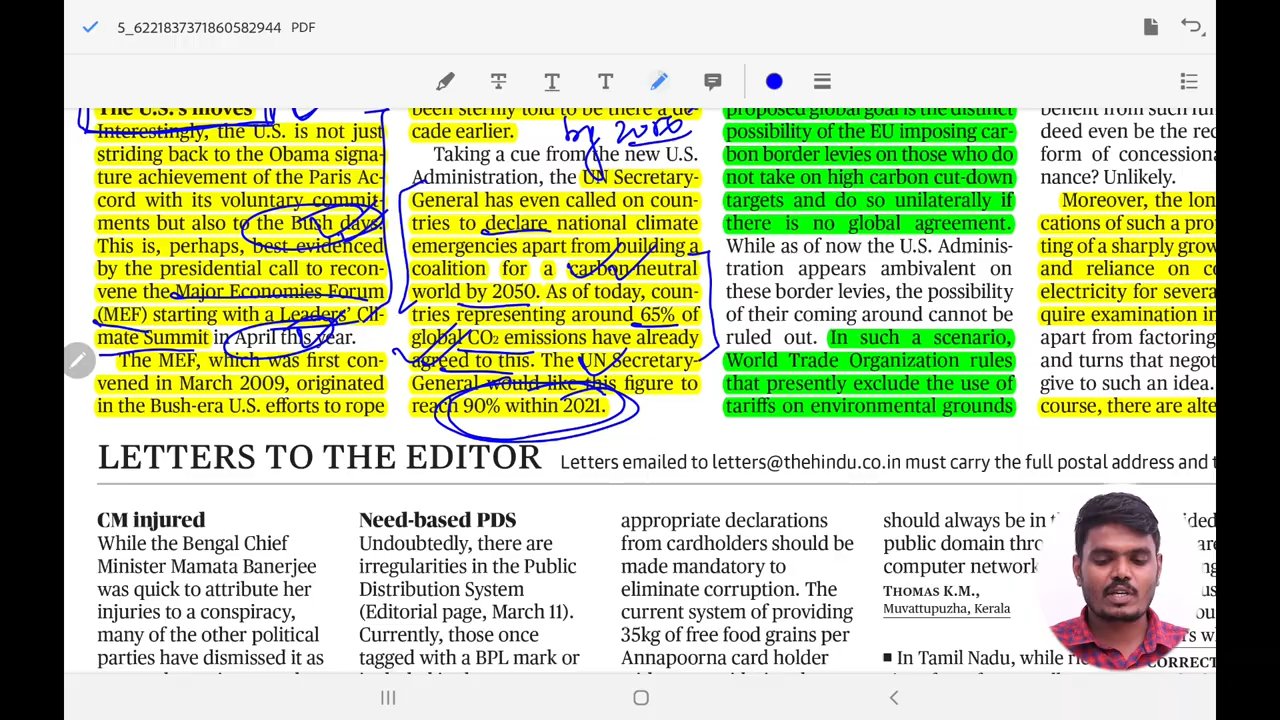 5_6221837371860582944 PDF
The U.S.'s moves
Interestingly, the U.S. is not just
striding back to the Obama signa-
ture achievement of the Paris Ac-
cord with its voluntary commit-
ments but also to the Bush days.
This is, perhaps, best evidenced
by the presidential call to recon-
vene the Major Economies Forum
(MEF) starting with a Leaders' Cli-
mate Summit in April this year.
The MEF, which was first con-
vened in March 2009, originated
in the Bush-era U.S. efforts to rope
been sternly told to be there a de-
cade earlier.
by 2050
Taking a cue from the new U.S.
Administration, the UN Secretary-
General has even called on coun-
tries to declare national climate
emergencies apart from building a
coalition for a carbon-neutral
world by 2050. As of today, coun-
tries representing around 65% of
global CO2 emissions have already
agreed to this. The UN Secretary-
General would like this figure to
reach 90% within 2021.
proposed global goal is the distinct
possibility of the EU imposing car-
bon border levies on those who do
not take on high carbon cut-down
targets and do so unilaterally if
there is no global agreement.
While as of now the U.S. Adminis-
tration appears ambivalent on
these border levies, the possibility
of their coming around cannot be
ruled out. In such a scenario,
World Trade Organization rules
that presently exclude the use of
tariffs on environmental grounds
benefit from such
deed even be the
form of
nance? Unlikely.
Moreover, the
cations of such a
ting of a sharply
and reliance on
electricity for
quire examination
apart from factoring
and turns that
give to such an idea.
course, there are
LETTERS TO THE EDITOR Letters emailed to letters@thehindu.co.in must carry the full postal address and
CM injured
While the Bengal Chief
Minister Mamata Banerjee
was quick to attribute her
injuries to a conspiracy,
many of the other political
parties have dismissed it as
Need-based PDS
Undoubtedly, there are
irregularities in the Public
Distribution System
(Editorial page, March 11).
Currently, those once
tagged with a BPL mark or
appropriate declarations
from cardholders should be
made mandatory to
eliminate corruption. The
current system of providing
35kg of free food grains per
Annapoorna card holder
should always be in
public domain
computer network
THOMAS K.M.,
Muvattupuzha, Kerala
■ In Tamil Nadu, while